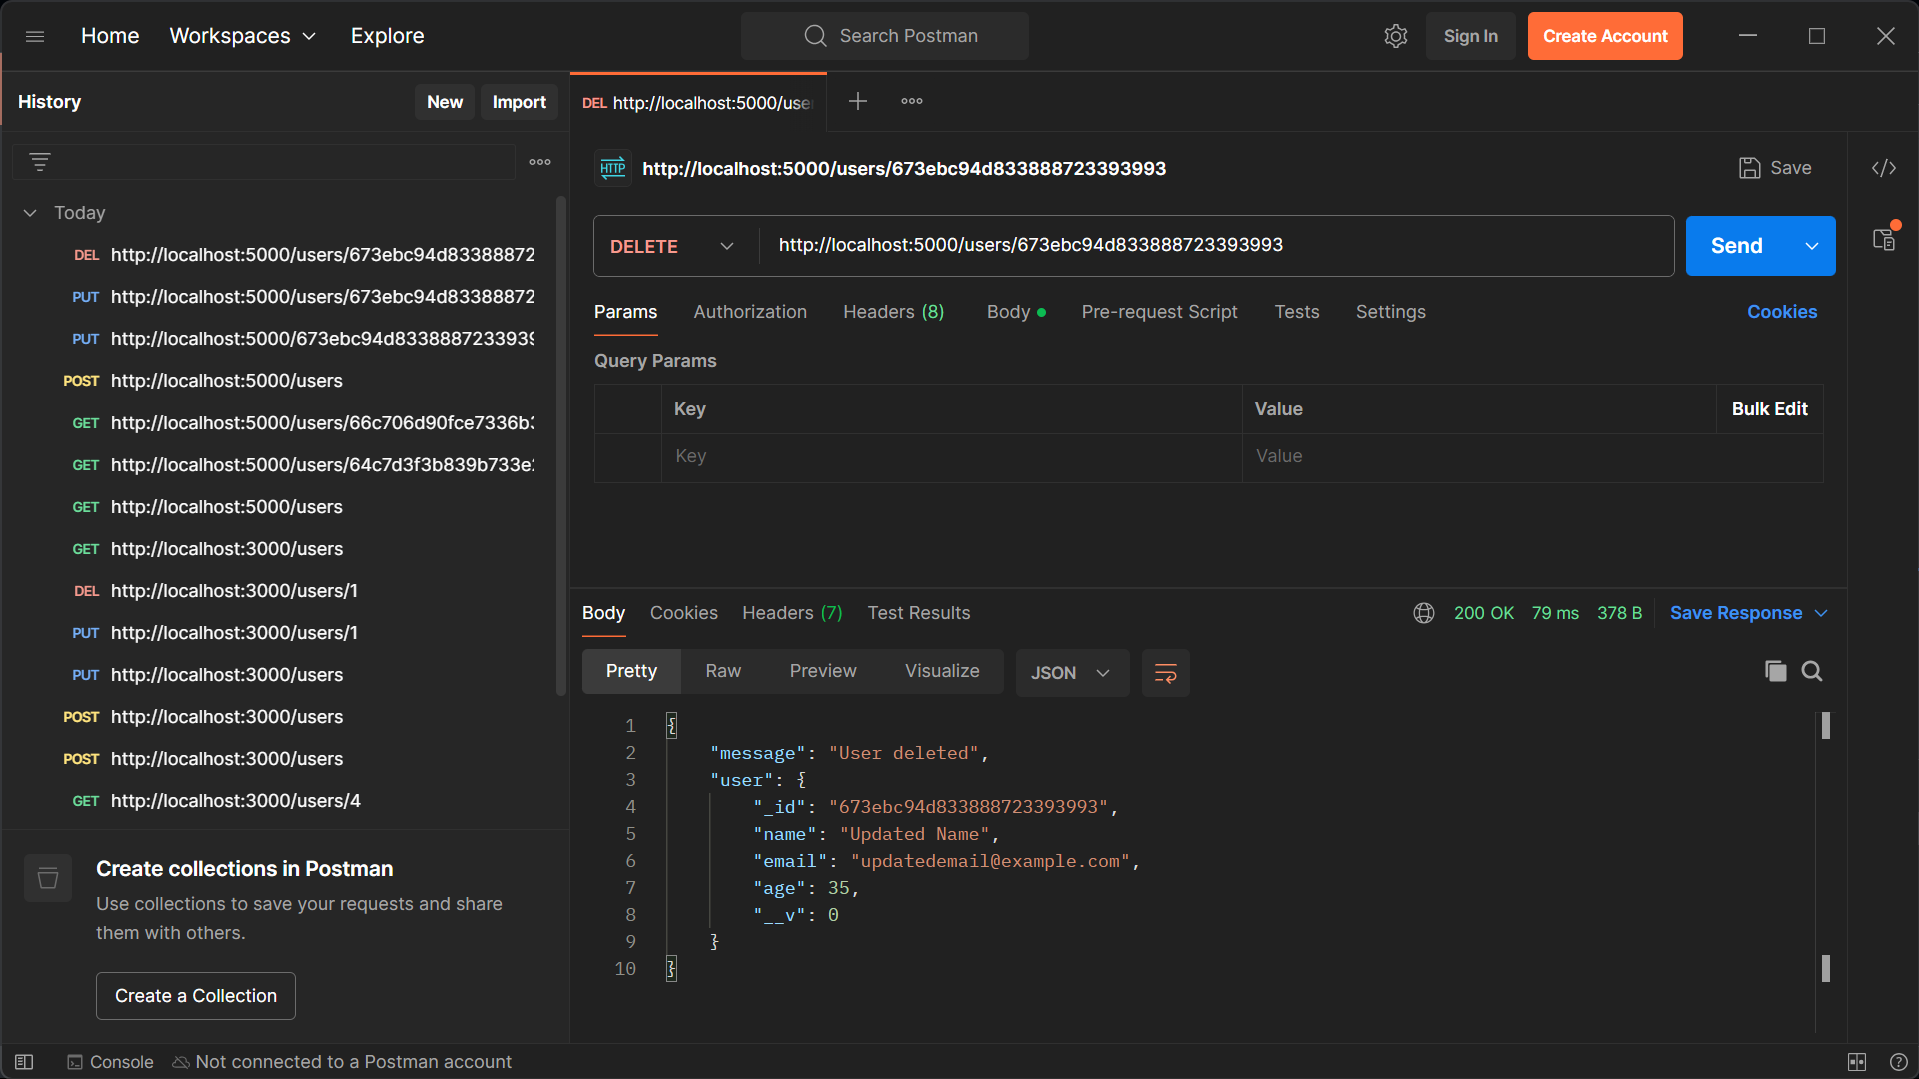 Home Workspaces Explore Search Postman Sign In Create Account
History New Import
Today
DEL http://localhost:5000/users/673ebc94d83388872
PUT http://localhost:5000/users/673ebc94d83388872
PUT http://localhost:5000/673ebc94d8338887233939
POST http://localhost:5000/users
GET http://localhost:5000/users/66c706d90fce7336b3
GET http://localhost:5000/users/64c7d3f3b839b733e2
GET http://localhost:5000/users
GET http://localhost:3000/users
DEL http://localhost:3000/users/1
PUT http://localhost:3000/users/1
PUT http://localhost:3000/users
POST http://localhost:3000/users
POST http://localhost:3000/users
GET http://localhost:3000/users/4
Create collections in Postman
Use collections to save your requests and share
them with others.
Create a Collection
DEL http://localhost:5000/use
HTTP http://localhost:5000/users/673ebc94d833888723393993 Save
DELETE http://localhost:5000/users/673ebc94d833888723393993 Send
Params Authorization Headers (8) Body Pre-request Script Tests Settings Cookies
Query Params
Key Value Bulk Edit
Key Value
Body Cookies Headers (7) Test Results 200 OK 79 ms 378 B Save Response
Pretty Raw Preview Visualize JSON
1 {
2 "message": "User deleted",
3 "user": {
4 "_id": "673ebc94d833888723393993",
5 "name": "Updated Name",
6 "email": "updatedemail@example.com",
7 "age": 35,
8 "__v": 0
9 }
10 }
Console Not connected to a Postman account